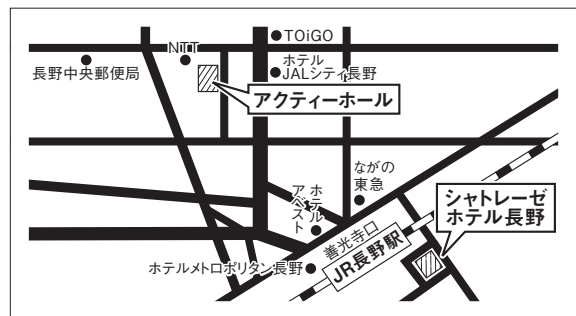 TOiGO
NTT
長野中央郵便局
ホテル
JALシティ長野
アクティーホール
ながの
東急
ホテル
アベスト
シャトレーゼ
ホテル長野
善光寺口
JR長野駅
ホテルメトロポリタン長野